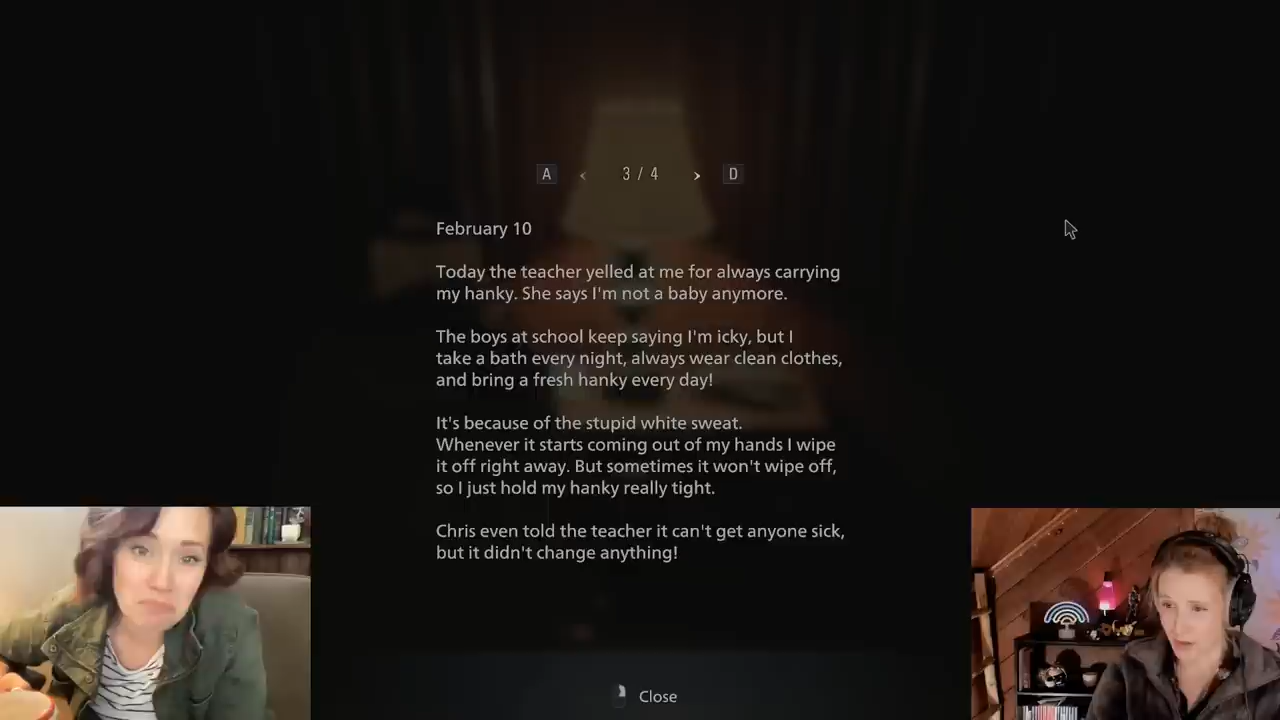 A < 3 / 4 > D
February 10
Today the teacher yelled at me for always carrying
my hanky. She says I'm not a baby anymore.
The boys at school keep saying I'm icky, but I
take a bath every night, always wear clean clothes,
and bring a fresh hanky every day!
It's because of the stupid white sweat.
Whenever it starts coming out of my hands I wipe
it off right away. But sometimes it won't wipe off,
so I just hold my hanky really tight.
Chris even told the teacher it can't get anyone sick,
but it didn't change anything!
Close